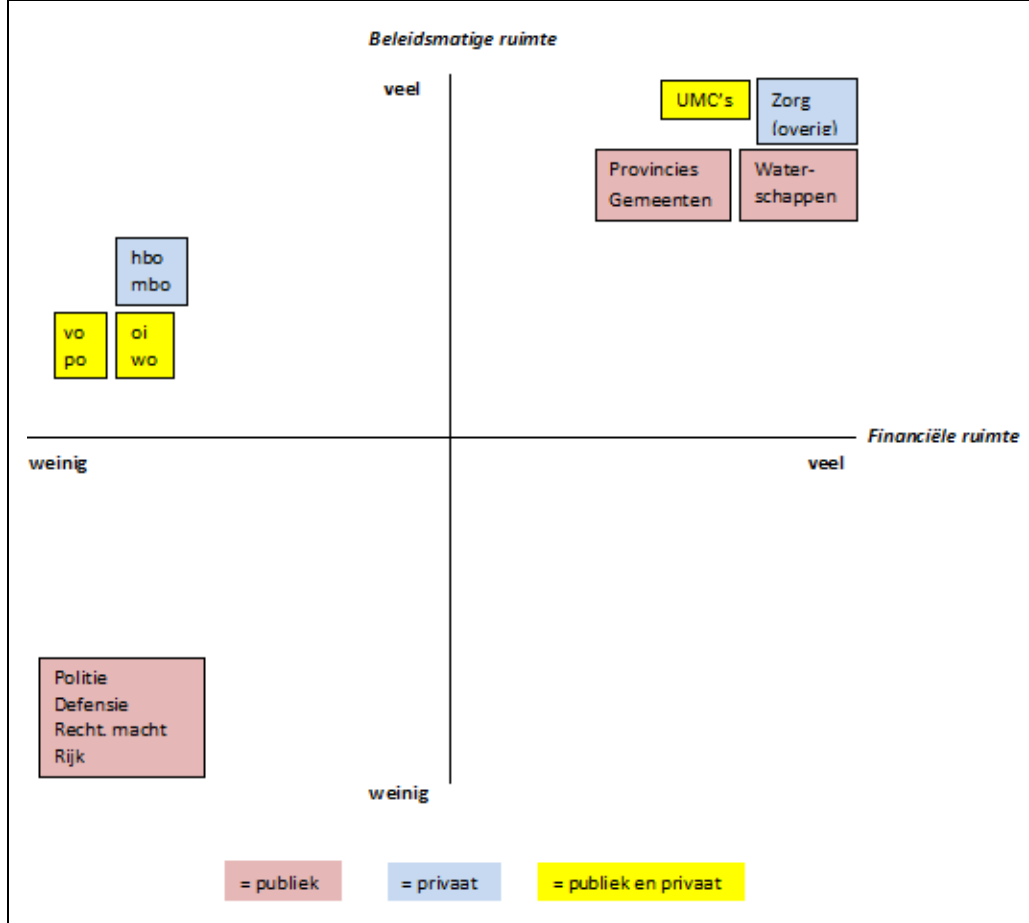 Beleidsmatige ruimte
veel
UMC's
Zorg
(overig)
Provincies
Gemeenten
Water-
schappen
hbo
mbo
vo
po
oi
wo
Financiële ruimte
weinig
veel
Politie
Defensie
Recht. macht
Rijk
weinig
= publiek
= privaat
= publiek en privaat